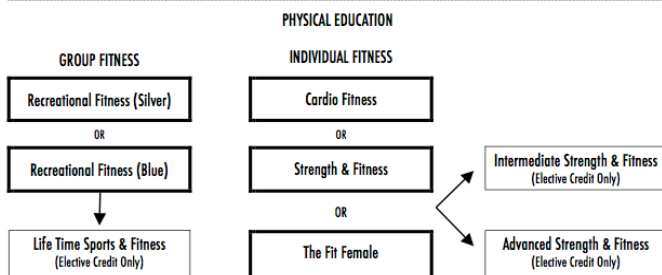 PHYSICAL EDUCATION
GROUP FITNESS
INDIVIDUAL FITNESS
Recreational Fitness (Silver)
Cardio Fitness
OR
OR
Recreational Fitness (Blue)
Strength & Fitness
Intermediate Strength & Fitness
(Elective Credit Only)
OR
Life Time Sports & Fitness
(Elective Credit Only)
The Fit Female
Advanced Strength & Fitness
(Elective Credit Only)